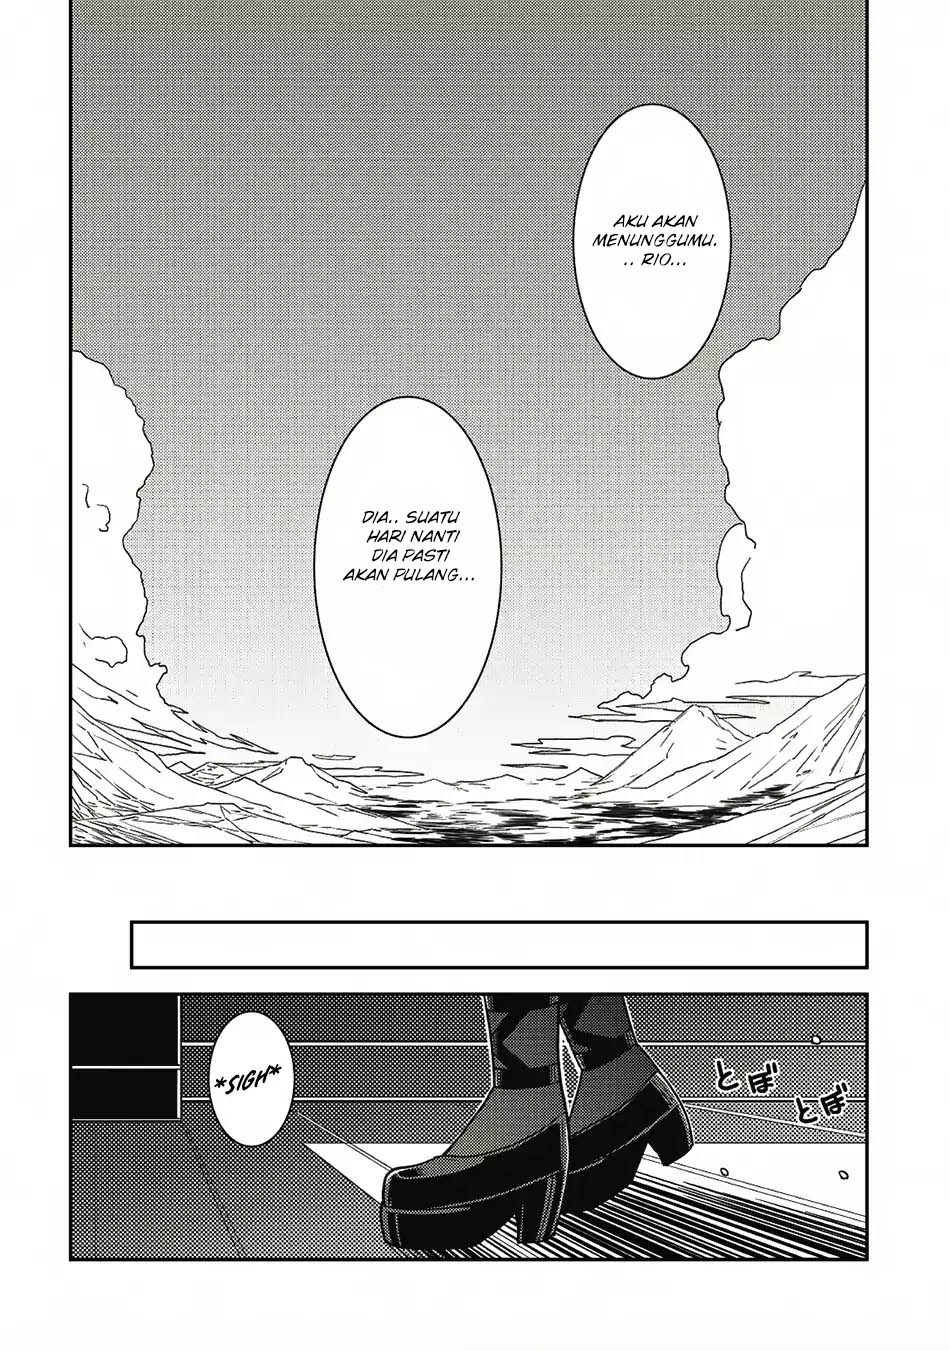 AKU AKAN
MENUNGGUMU.
.. RIO...
DIA.. SUATU
HARI NANTI
DIA PASTI
AKAN PULANG...
とぼ
とぼ
*SIGH*